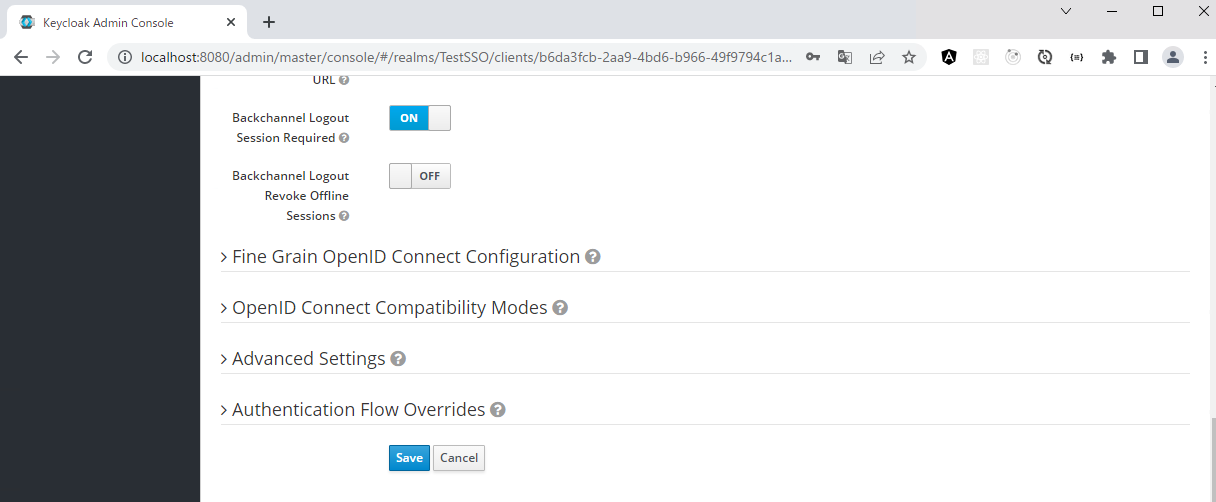 Keycloak Admin Console
localhost:8080/admin/master/console/#/realms/TestSSO/clients/b6da3fcb-2aa9-4bd6-b966-49f9794c1a...
URL ?
Backchannel Logout
Session Required ?
ON
Backchannel Logout
Revoke Offline
Sessions ?
OFF
Fine Grain OpenID Connect Configuration ?
OpenID Connect Compatibility Modes ?
Advanced Settings ?
Authentication Flow Overrides ?
Save Cancel